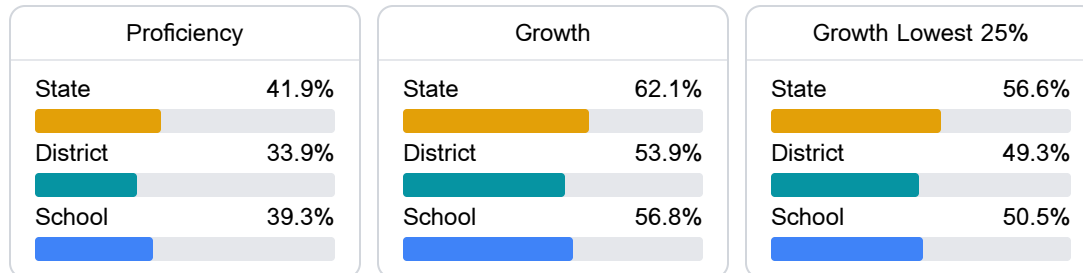 Proficiency
State 41.9%
District 33.9%
School 39.3%
Growth
State 62.1%
District 53.9%
School 56.8%
Growth Lowest 25%
State 56.6%
District 49.3%
School 50.5%